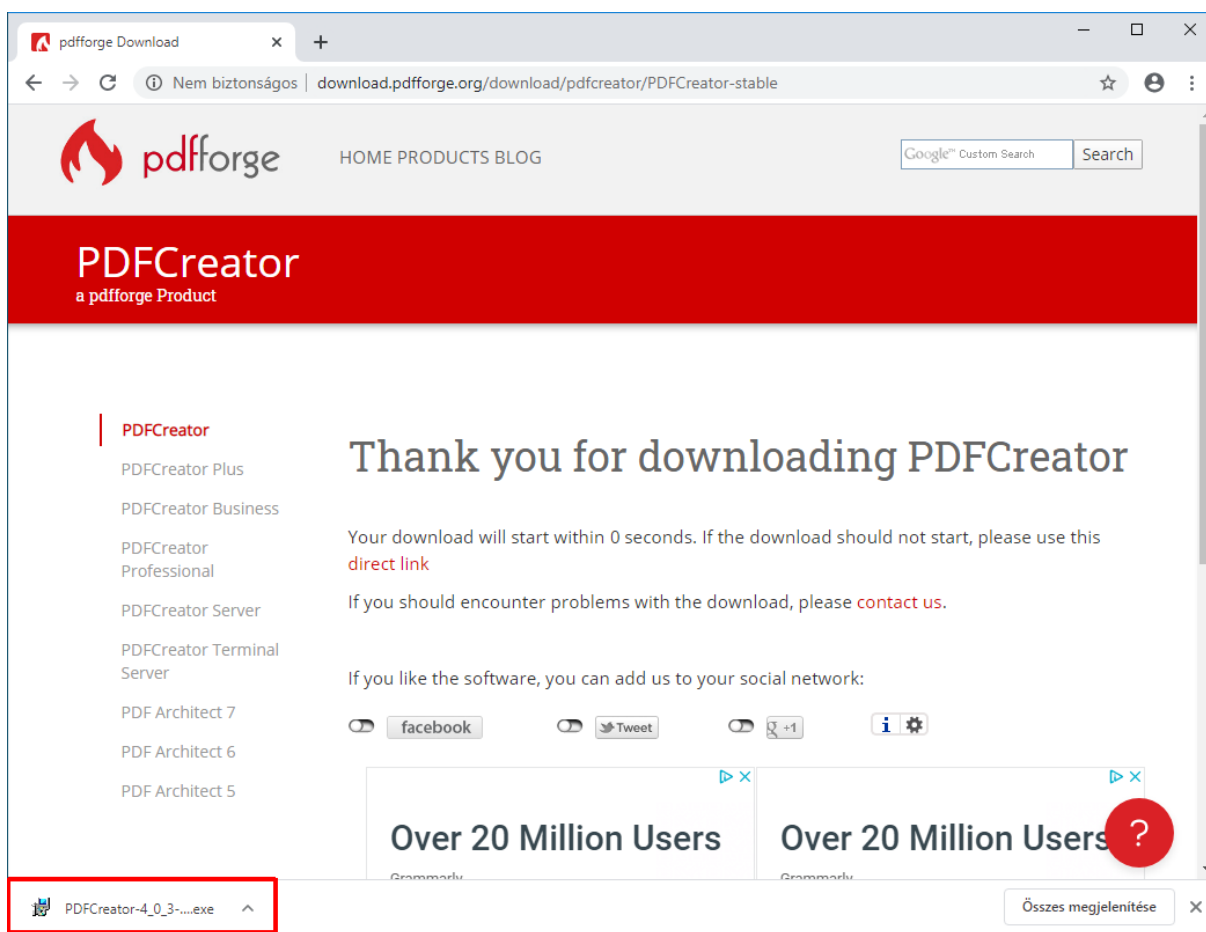 pdfforge Download
Nem biztonságos | download.pdfforge.org/download/pdfcreator/PDFCreator-stable
pdfforge
HOME PRODUCTS BLOG
Google™ Custom Search
Search
PDFCreator
a pdfforge Product
PDFCreator
PDFCreator Plus
PDFCreator Business
PDFCreator
Professional
PDFCreator Server
PDFCreator Terminal
Server
PDF Architect 7
PDF Architect 6
PDF Architect 5
Thank you for downloading PDFCreator
Your download will start within 0 seconds. If the download should not start, please use this
direct link
If you should encounter problems with the download, please contact us.
If you like the software, you can add us to your social network:
facebook
Tweet
g +1
i
Over 20 Million Users
Grammarly
Over 20 Million Users
Grammarly
?
PDFCreator-4_0_3-....exe
Összes megjelenítése